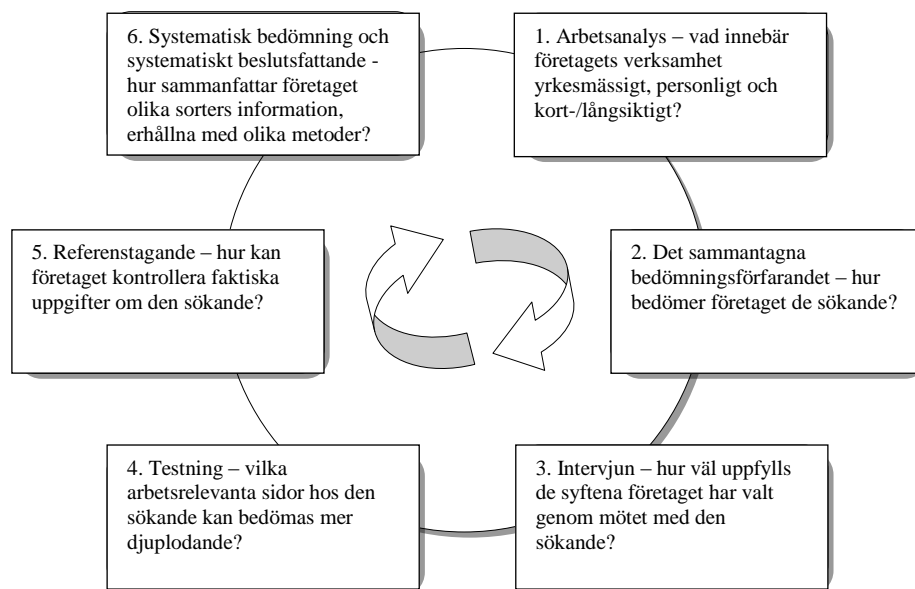 1. Arbetsanalys – vad innebär
företagets verksamhet
yrkesmässigt, personligt och
kort-/långsiktigt?
2. Det sammantagna
bedömningsförfarandet – hur
bedömer företaget de sökande?
3. Intervjun – hur väl uppfylls
de syftena företaget har valt
genom mötet med den
sökande?
4. Testning – vilka
arbetsrelevanta sidor hos den
sökande kan bedömas mer
djuplodande?
5. Referenstagande – hur kan
företaget kontrollera faktiska
uppgifter om den sökande?
6. Systematisk bedömning och
systematiskt beslutsfattande -
hur sammanfattar företaget
olika sorters information,
erhållna med olika metoder?